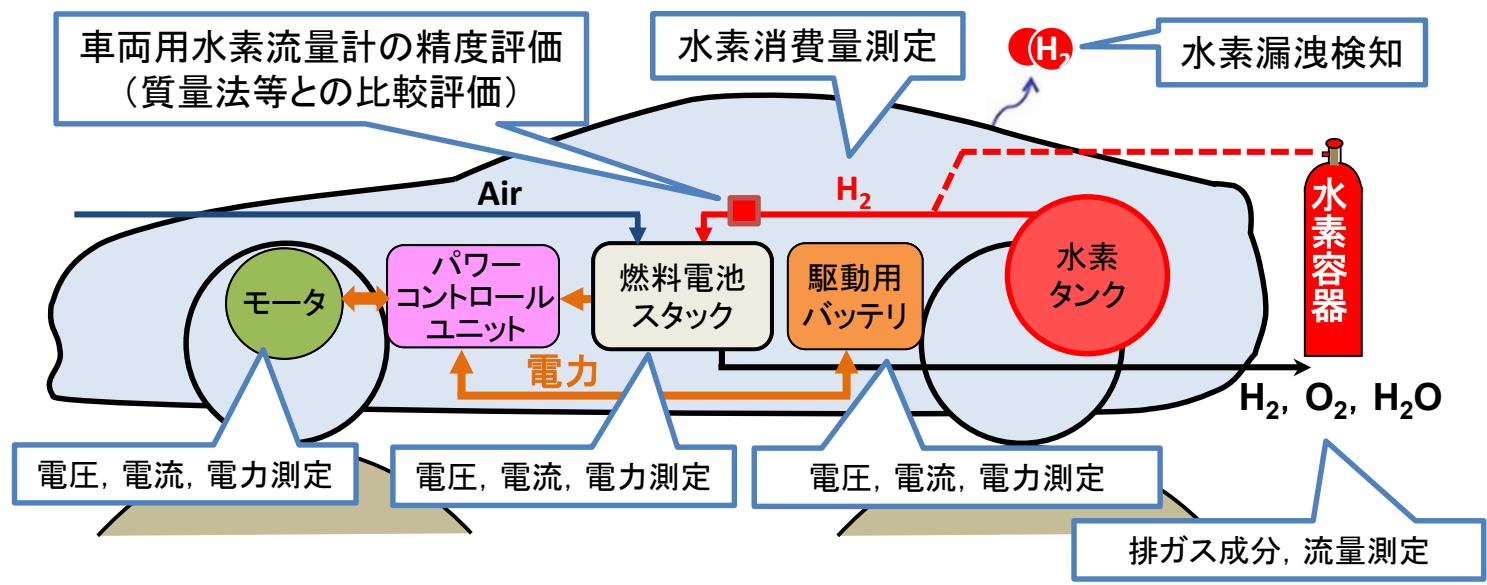 車両用水素流量計の精度評価
（質量法等との比較評価）
水素消費量測定
H2
水素漏洩検知
Air
H2
水素容器
モータ
パワー
コントロール
ユニット
燃料電池
スタック
駆動用
バッテリ
水素
タンク
電力
H2, O2, H2O
電圧, 電流, 電力測定
電圧, 電流, 電力測定
電圧, 電流, 電力測定
排ガス成分, 流量測定